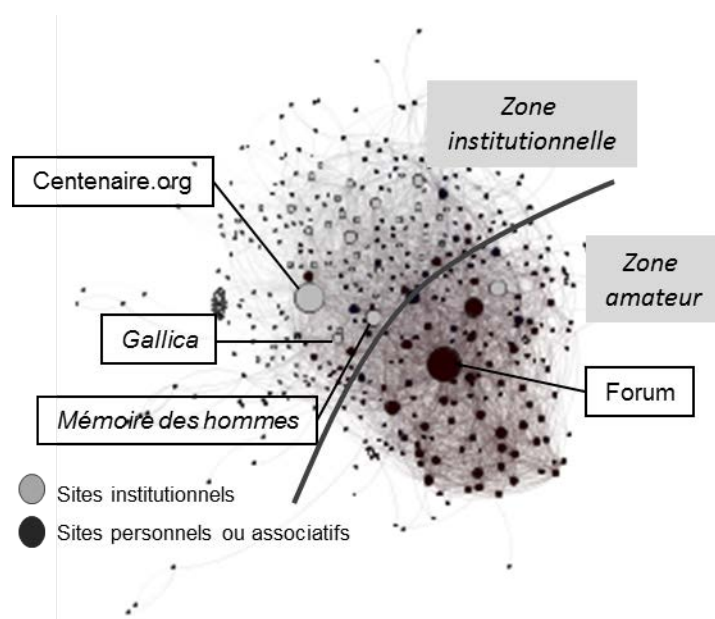 Zone
institutionnelle
Centenaire.org
Zone
amateur
Gallica
Forum
Mémoire des hommes
Sites institutionnels
Sites personnels ou associatifs